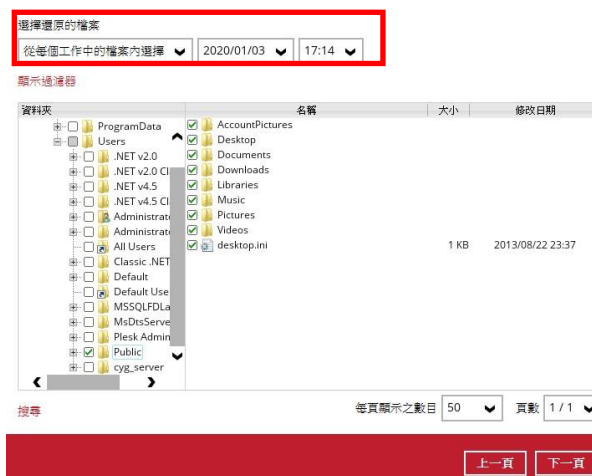 選擇還原的檔案
從每個工作中的檔案內選擇 2020/01/03 17:14
顯示過濾器
資料夾 名稱 大小 修改日期
ProgramData
Users
.NET v2.0
.NET v2.0 Cl
.NET v4.5
.NET v4.5 Cl
Administrato
Administrato
All Users
Classic .NET
Default
Default Use
MSSQLFDLa
MsDtsServe
Plesk Admin
Public
cyg_server
AccountPictures
Desktop
Documents
Downloads
Libraries
Music
Pictures
Videos
desktop.ini 1 KB 2013/08/22 23:37
搜尋 每頁顯示之數目 50 頁數 1 / 1
上一頁 下一頁